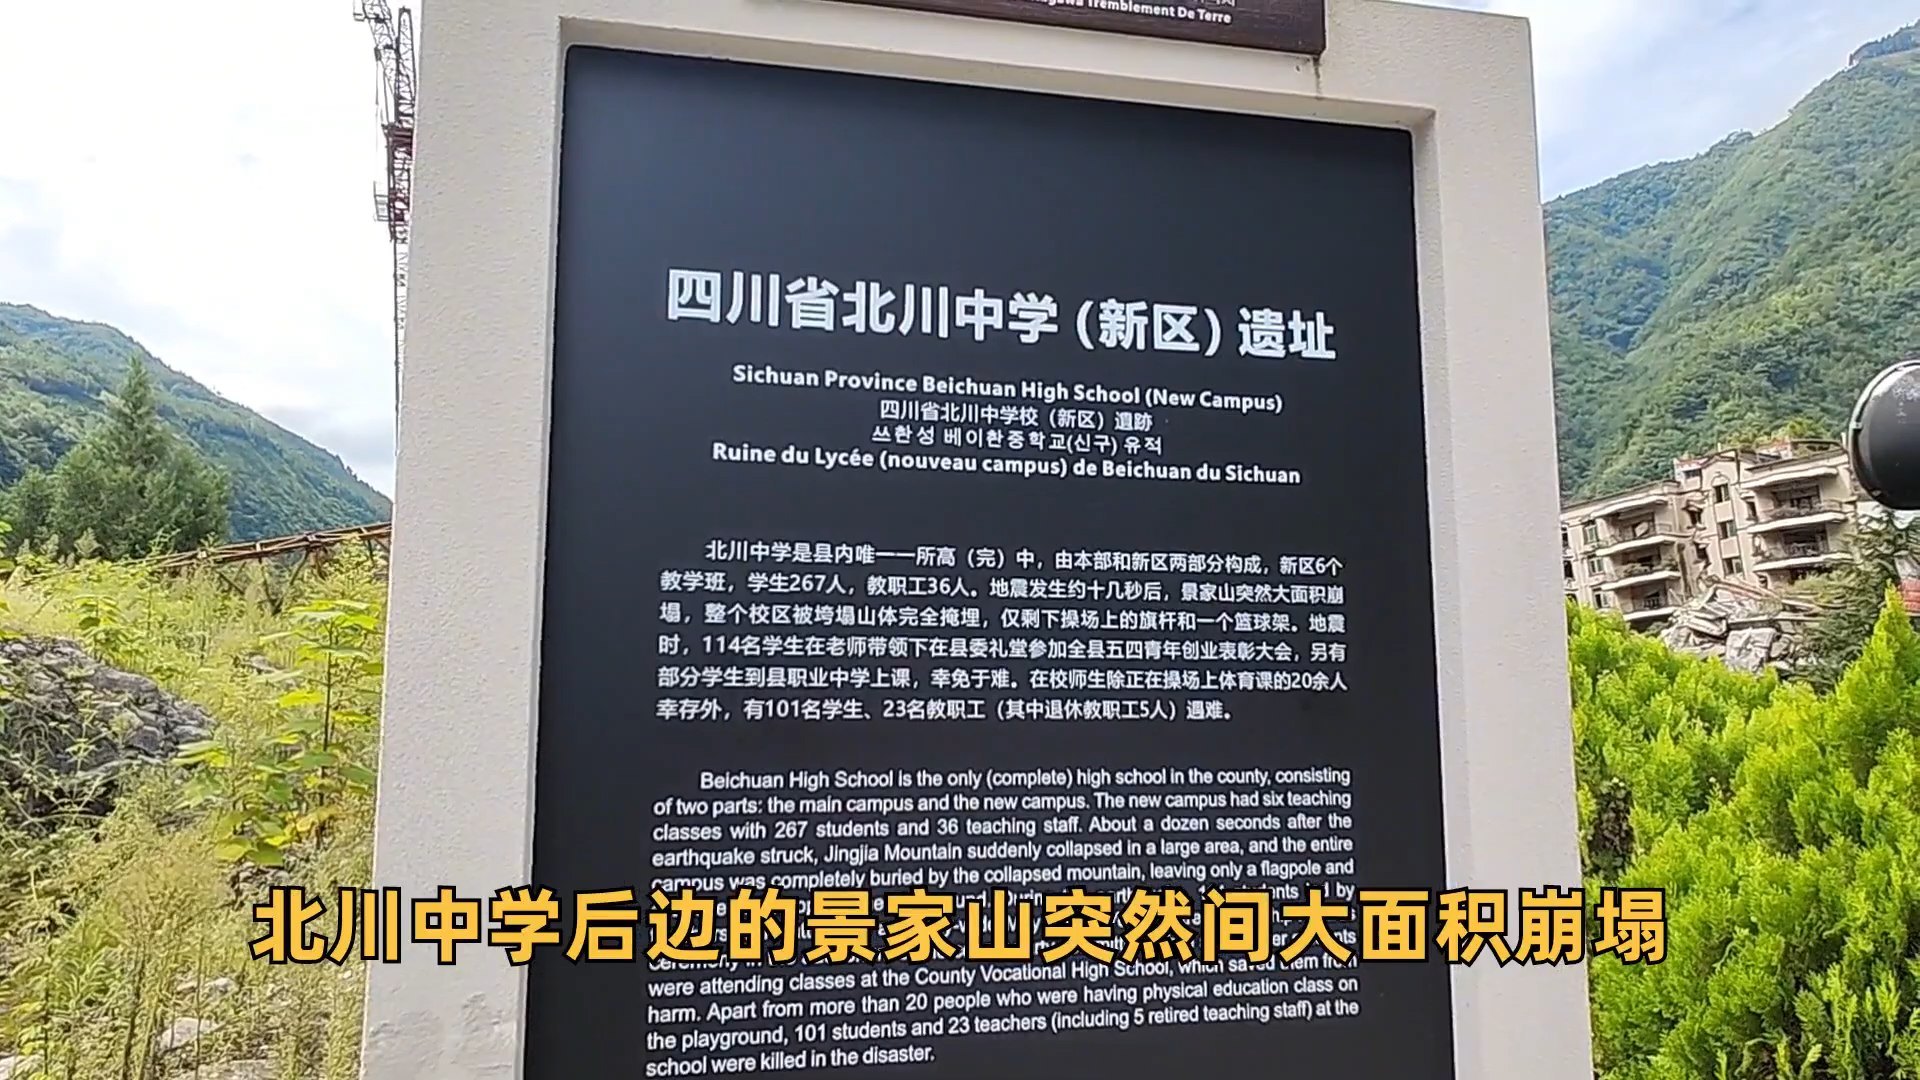 Tremblement De Terre
四川省北川中学（新区）遗址
Sichuan Province Beichuan High School (New Campus)
四川省北川中学校（新区）遺跡
쓰촨성 베이촨중학교(신구) 유적
Ruine du Lycée (nouveau campus) de Beichuan du Sichuan
北川中学是县内唯一一所高（完）中，由本部和新区两部分构成，新区6个
教学班，学生267人，教职工36人。地震发生约十几秒后，景家山突然大面积崩
塌，整个校区被垮塌山体完全掩埋，仅剩下操场上的旗杆和一个篮球架。地震
时，114名学生在老师带领下在县委礼堂参加全县五四青年创业表彰大会，另有
部分学生到县职业中学上课，幸免于难。在校师生除正在操场上体育课的20余人
幸存外，有101名学生、23名教职工（其中退休教职工5人）遇难。
Beichuan High School is the only (complete) high school in the county, consisting
of two parts: the main campus and the new campus. The new campus had six teaching
classes with 267 students and 36 teaching staff. About a dozen seconds after the
earthquake struck, Jingjia Mountain suddenly collapsed in a large area, and the entire
campus was completely buried by the collapsed mountain, leaving only a flagpole and
北川中学后边的景家山突然间大面积崩塌
were attending classes at the County Vocational High School, which saved them from
harm. Apart from more than 20 people who were having physical education class on
the playground, 101 students and 23 teachers (including 5 retired teaching staff) at the
school were killed in the disaster.